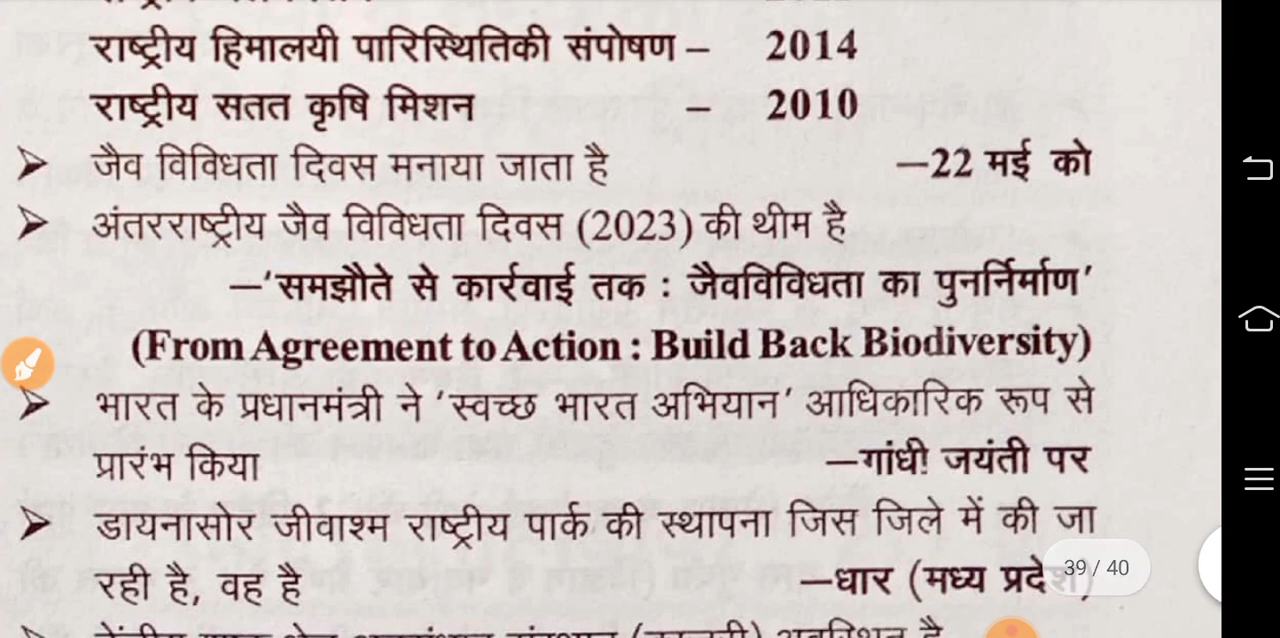 राष्ट्रीय हिमालयी पारिस्थितिकी संपोषण – 2014
राष्ट्रीय सतत कृषि मिशन – 2010
➤ जैव विविधता दिवस मनाया जाता है –22 मई को
➤ अंतरराष्ट्रीय जैव विविधता दिवस (2023) की थीम है
–‘समझौते से कार्रवाई तक : जैवविविधता का पुनर्निर्माण’
(From Agreement to Action : Build Back Biodiversity)
➤ भारत के प्रधानमंत्री ने ‘स्वच्छ भारत अभियान’ आधिकारिक रूप से
प्रारंभ किया –गांधी जयंती पर
➤ डायनासोर जीवाश्म राष्ट्रीय पार्क की स्थापना जिस जिले में की जा
रही है, वह है –धार (मध्य प्रदेश)
39 / 40